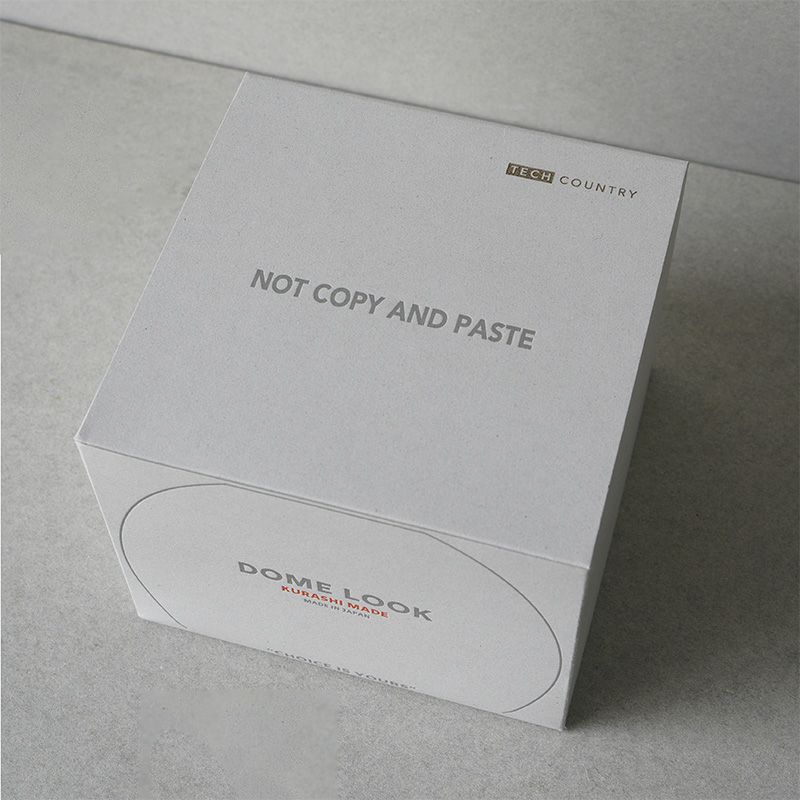 TECH COUNTRY
NOT COPY AND PASTE
DOME LOOK
KURASHI MADE
MADE IN JAPAN
"CHOICE IS YOURS"